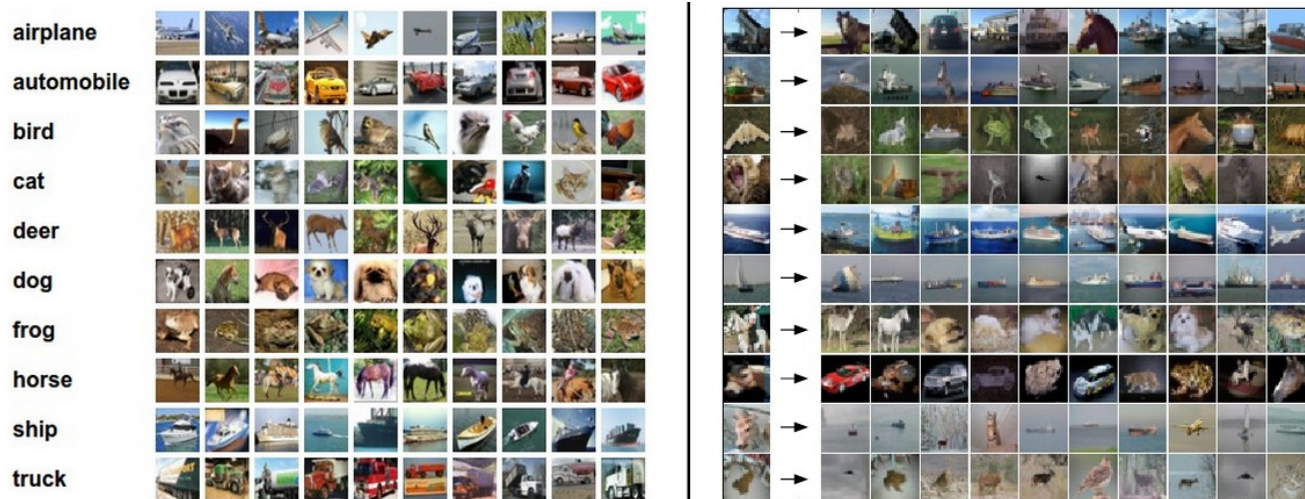 airplane
automobile
bird
cat
deer
dog
frog
horse
ship
truck